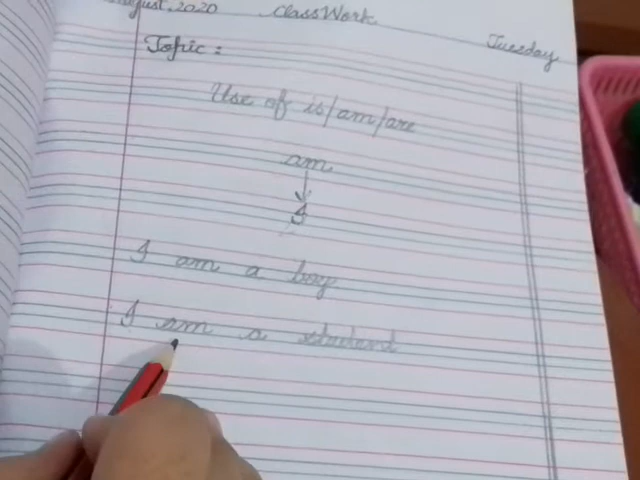 August, 2020 ClassWork Tuesday
Topic :
Use of is/am/are
am
I
I am a boy
I am a student